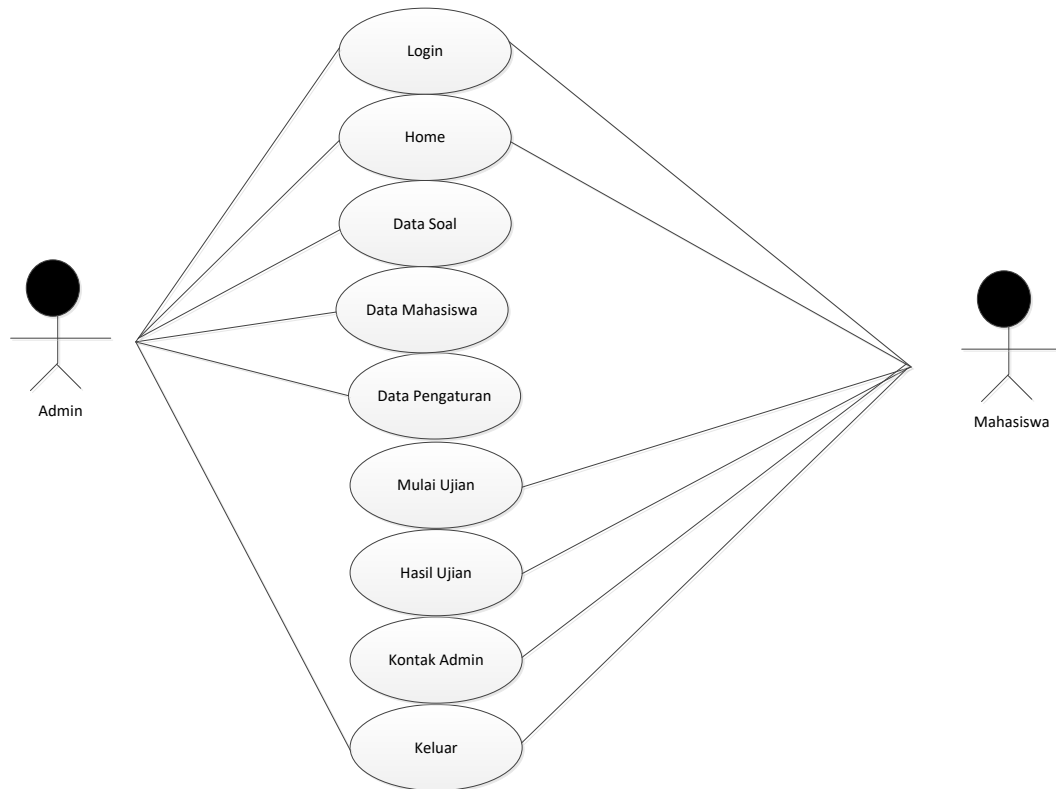 Login
Home
Data Soal
Data Mahasiswa
Data Pengaturan
Mulai Ujian
Hasil Ujian
Kontak Admin
Keluar
Admin
Mahasiswa